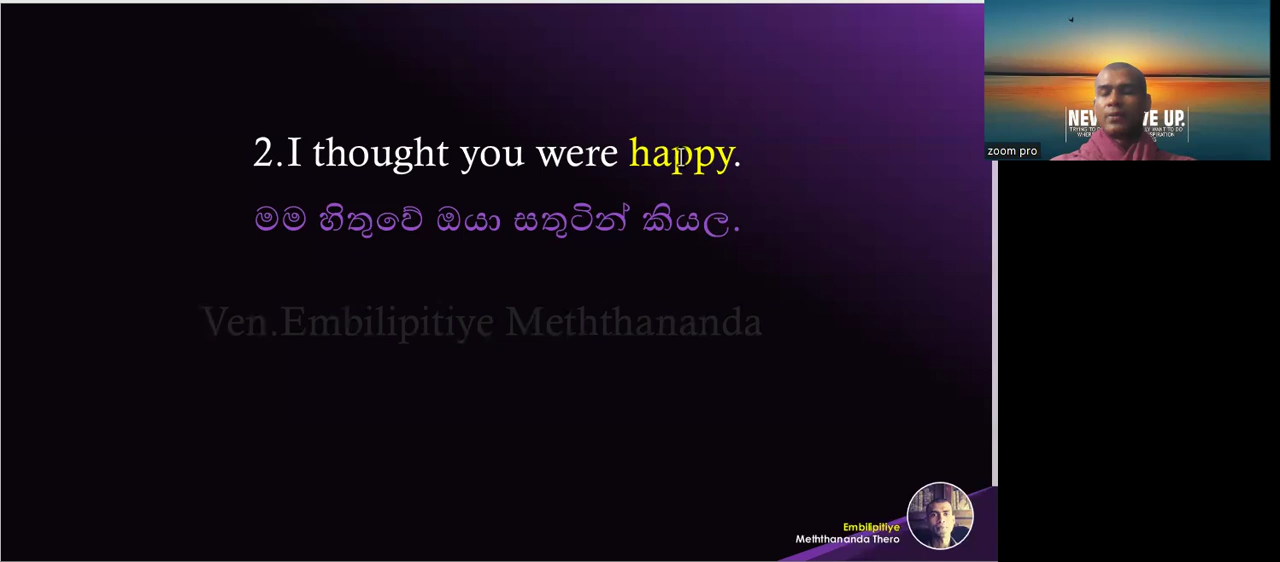 2.I thought you were happy.
මම හිතුවේ ඔයා සතුටින් කියල.
Ven.Embilipitiye Meththananda
Embilipitiye
Meththananda Thero
zoom pro